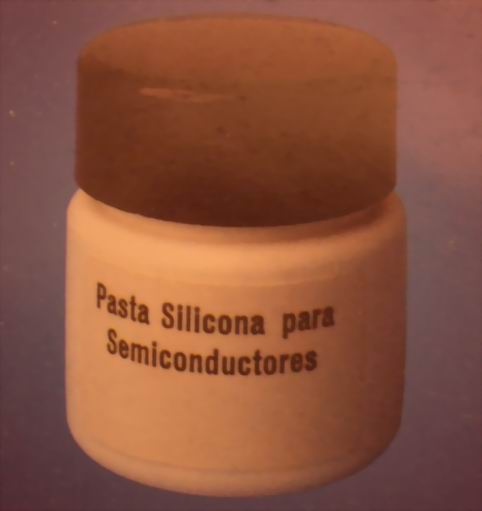 Pasta Silicona para
Semiconductores